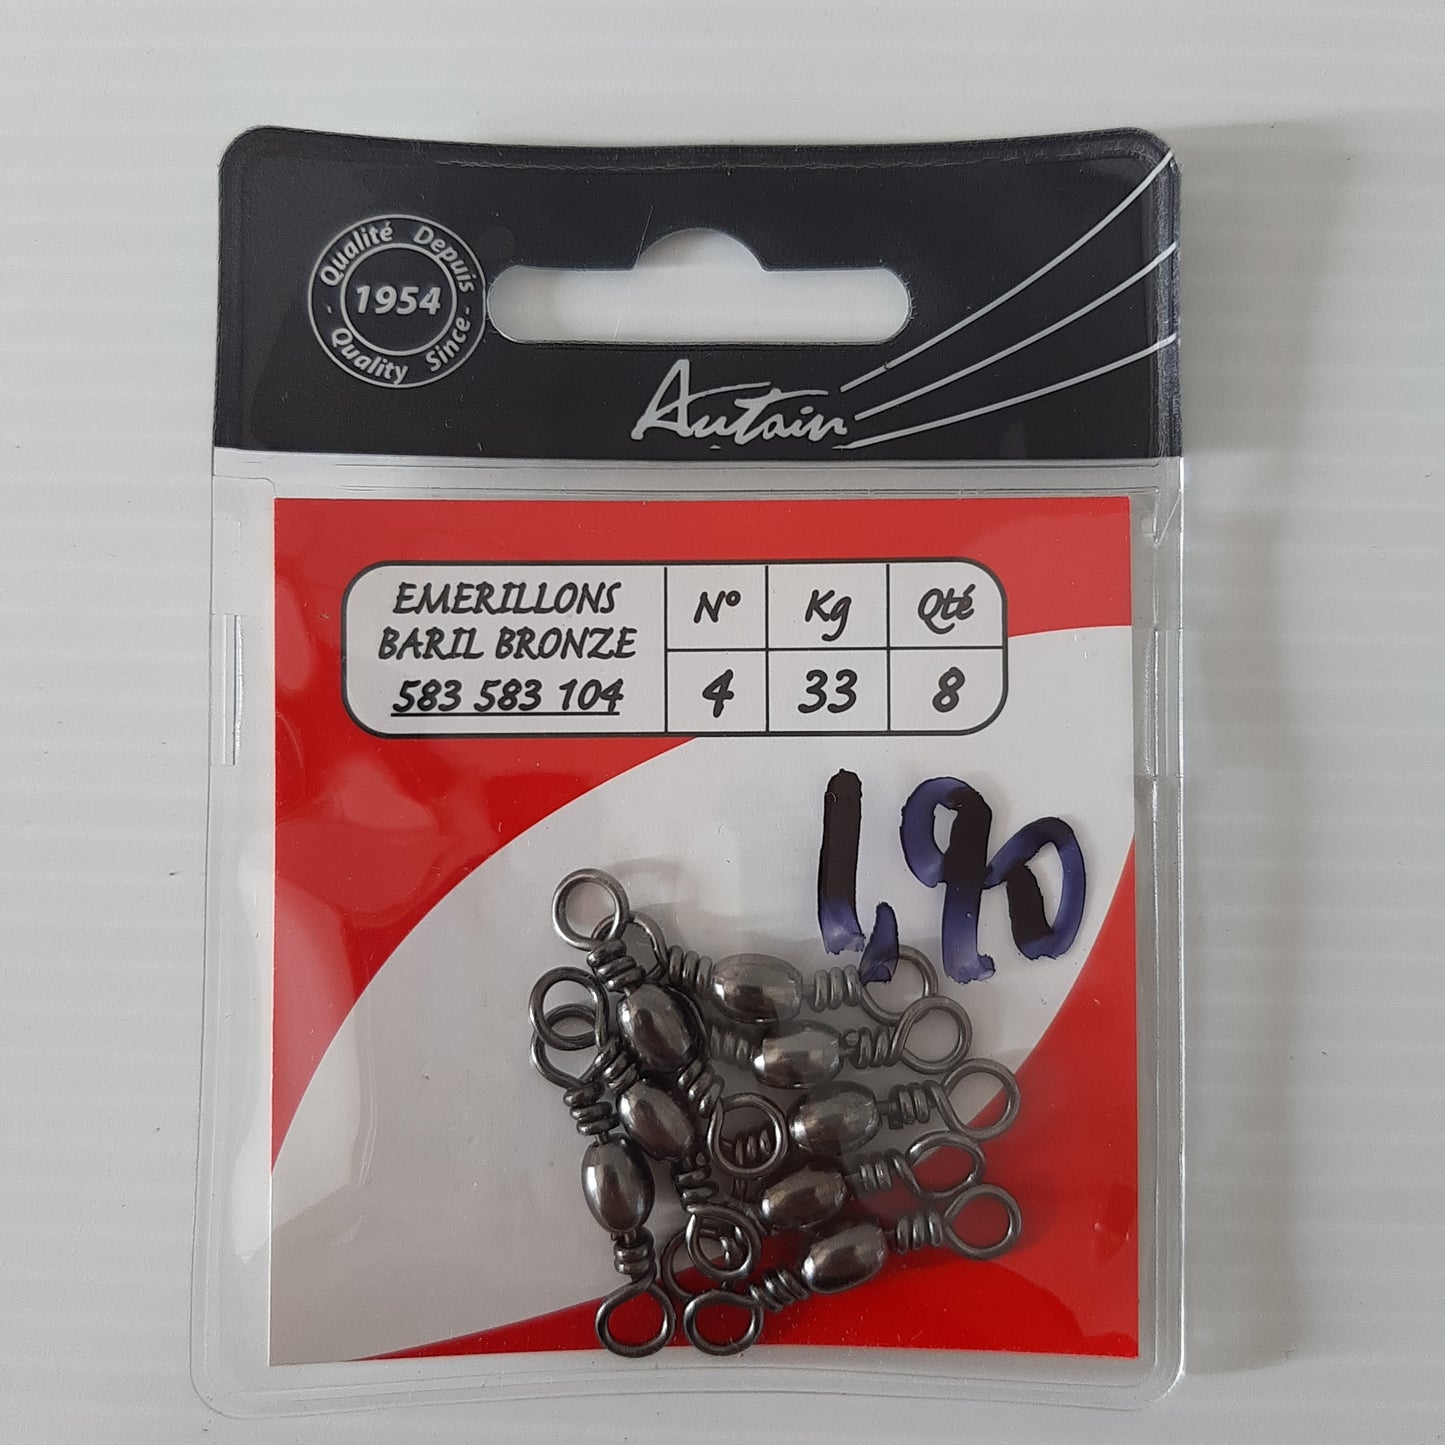 Qualité Depuis
1954
Quality Since
Autain
EMERILLONS
BARIL BRONZE
583 583 104
N° Kg Qté
4 33 8
1,90